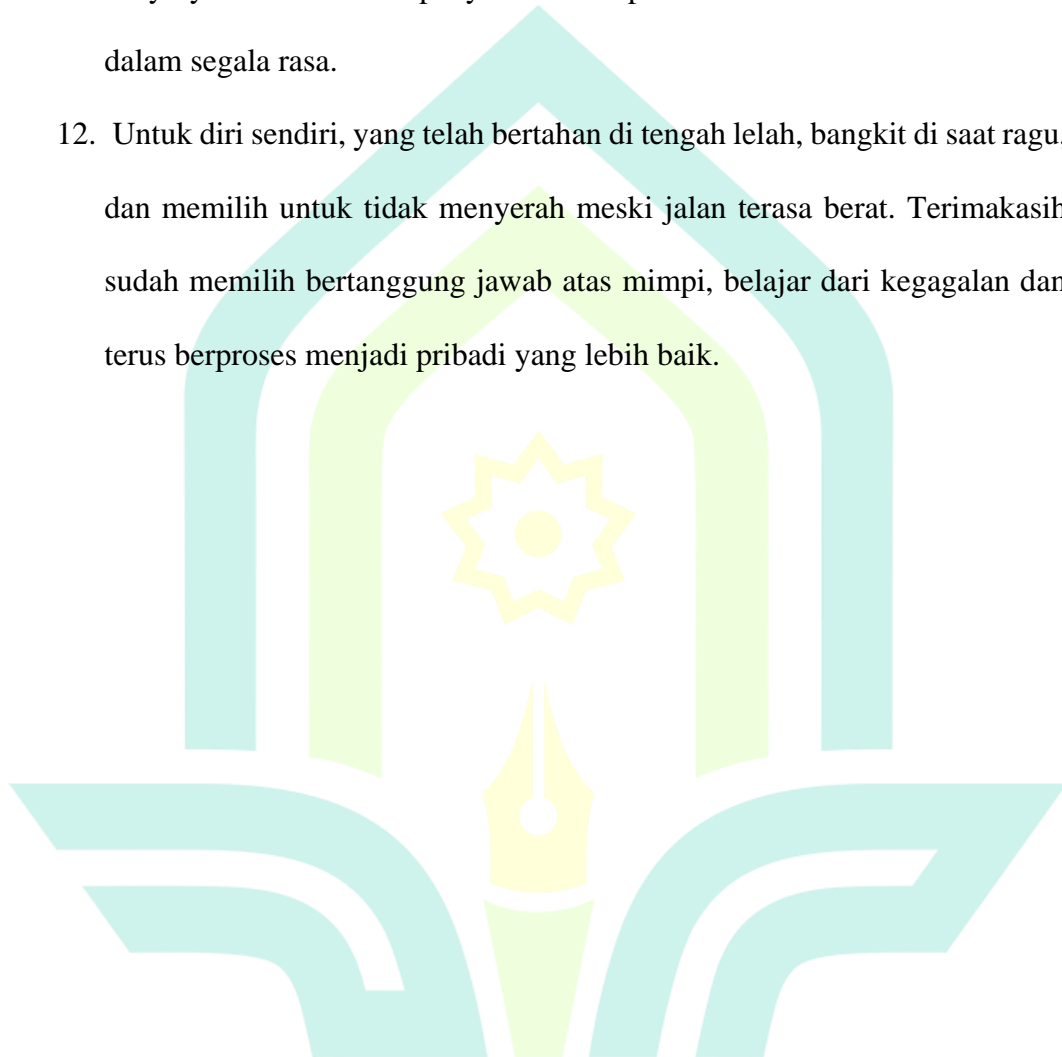 dalam segala rasa.
12. Untuk diri sendiri, yang telah bertahan di tengah lelah, bangkit di saat ragu,
dan memilih untuk tidak menyerah meski jalan terasa berat. Terimakasih
sudah memilih bertanggung jawab atas mimpi, belajar dari kegagalan dan
terus berproses menjadi pribadi yang lebih baik.